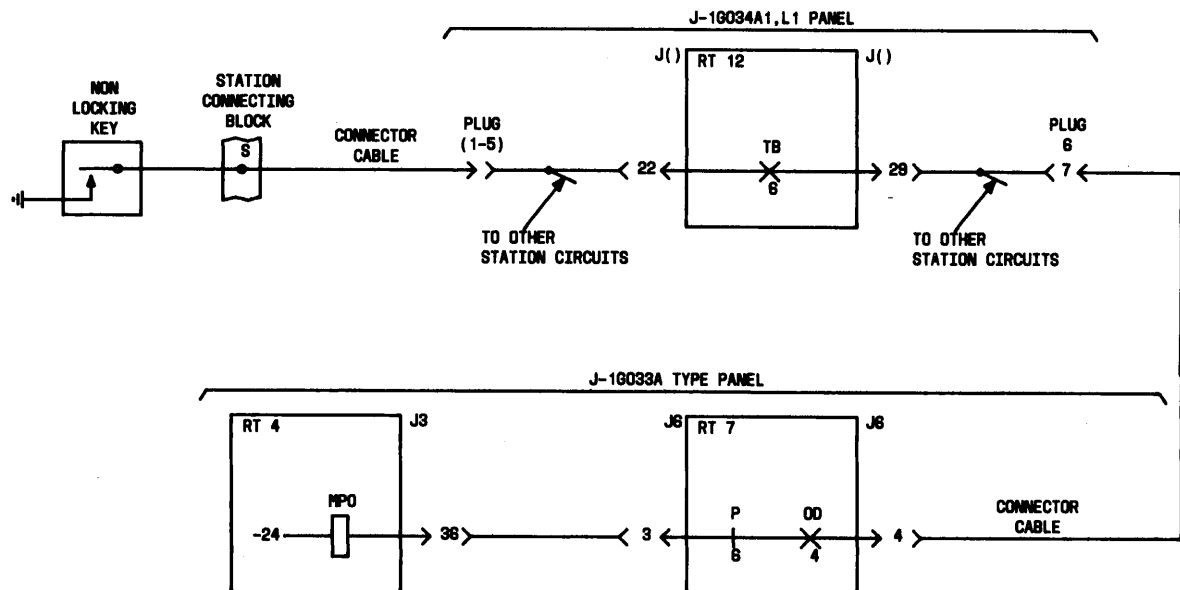 J-1G034A1,L1 PANEL
J()
RT 12
J()
NON
LOCKING
KEY
STATION
CONNECTING
BLOCK
S
CONNECTOR
CABLE
PLUG
(1-5)
22
TB
6
29
PLUG
6
7
TO OTHER
STATION CIRCUITS
TO OTHER
STATION CIRCUITS
J-1G033A TYPE PANEL
RT 4
J3
J6
RT 7
J6
-24
MPO
36
3
P
6
OD
4
4
CONNECTOR
CABLE